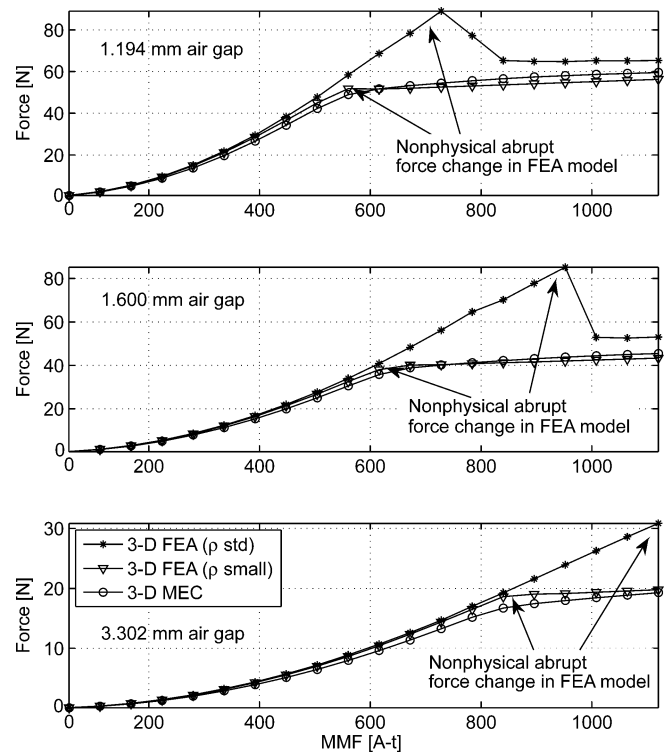 80
60
40
20
0
Force [N]
1.194 mm air gap
Nonphysical abrupt
force change in FEA model
0 200 400 600 800 1000
80
60
40
20
0
Force [N]
1.600 mm air gap
Nonphysical abrupt
force change in FEA model
0 200 400 600 800 1000
30
20
10
0
Force [N]
3-D FEA (ρ std)
3-D FEA (ρ small)
3-D MEC
3.302 mm air gap
Nonphysical abrupt
force change in FEA model
0 200 400 600 800 1000
MMF [A-t]